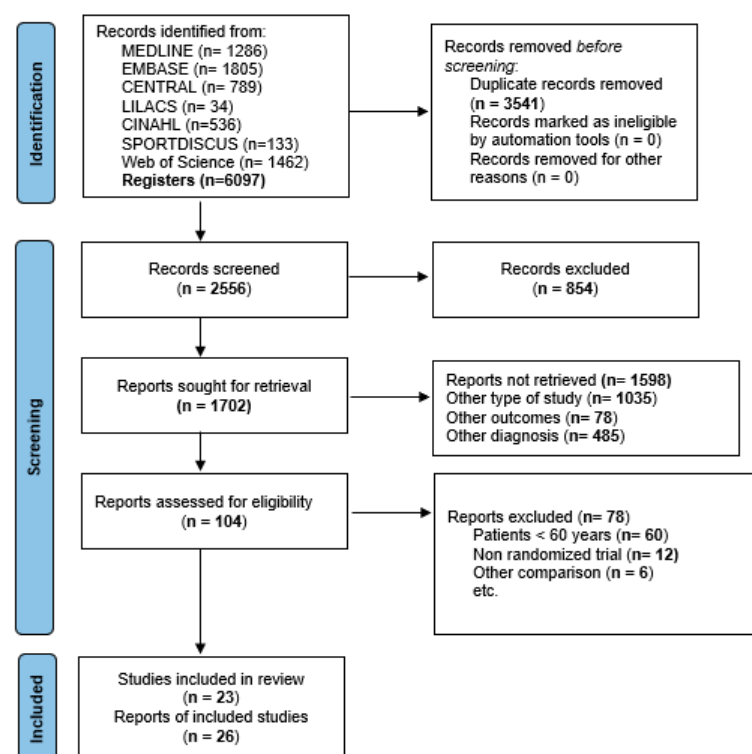 Identification
Records identified from:
MEDLINE (n= 1286)
EMBASE (n= 1805)
CENTRAL (n= 789)
LILACS (n= 34)
CINAHL (n=536)
SPORTDISCUS (n=133)
Web of Science (n= 1462)
Registers (n=6097)
Records removed before
screening:
Duplicate records removed
(n = 3541)
Records marked as ineligible
by automation tools (n = 0)
Records removed for other
reasons (n = 0)
Screening
Records screened
(n = 2556)
Records excluded
(n = 854)
Reports sought for retrieval
(n = 1702)
Reports not retrieved (n= 1598)
Other type of study (n= 1035)
Other outcomes (n= 78)
Other diagnosis (n= 485)
Reports assessed for eligibility
(n = 104)
Reports excluded (n= 78)
Patients < 60 years (n= 60)
Non randomized trial (n= 12)
Other comparison (n = 6)
etc.
Included
Studies included in review
(n = 23)
Reports of included studies
(n = 26)